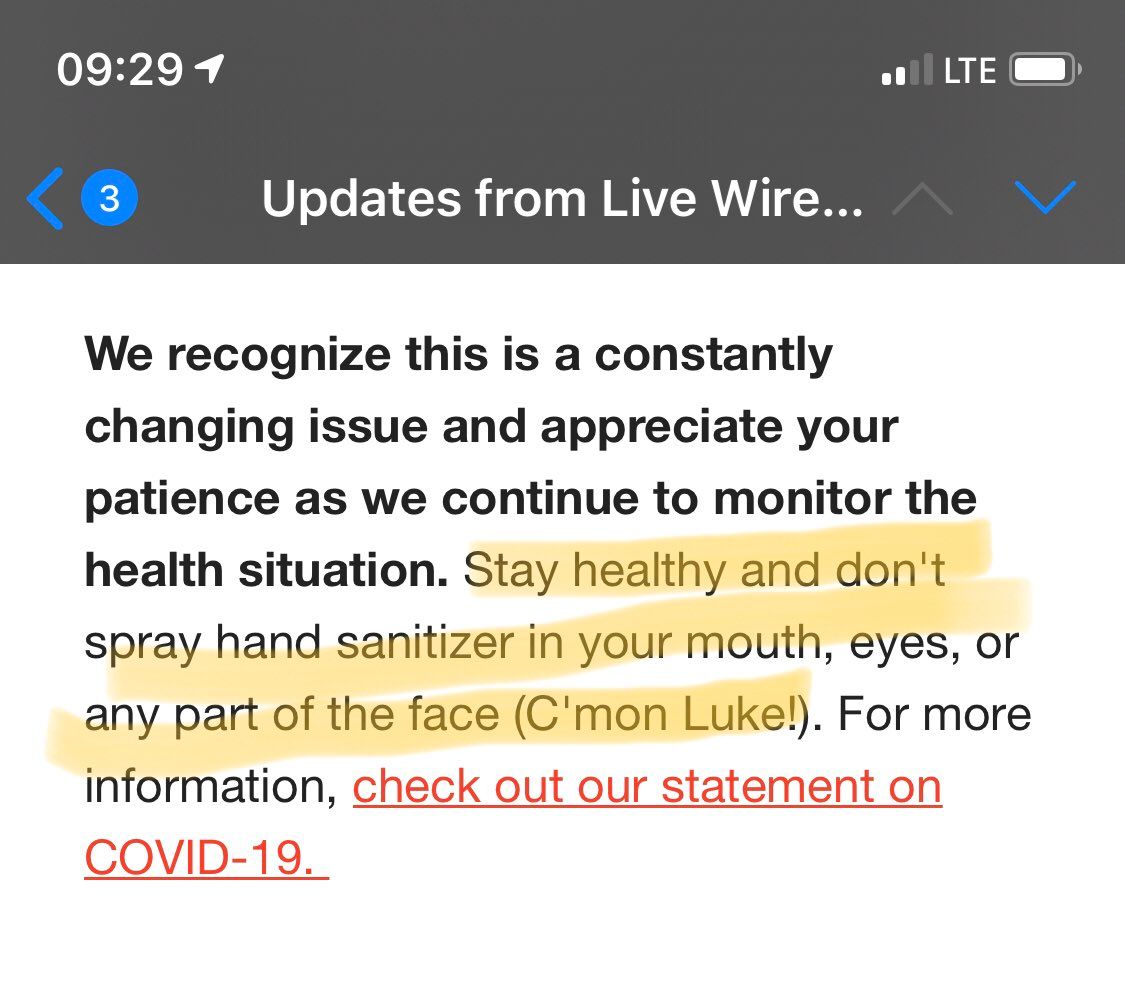 09:29 LTE
3 Updates from Live Wire...
We recognize this is a constantly
changing issue and appreciate your
patience as we continue to monitor the
health situation. Stay healthy and don't
spray hand sanitizer in your mouth, eyes, or
any part of the face (C'mon Luke!). For more
information, check out our statement on
COVID-19.